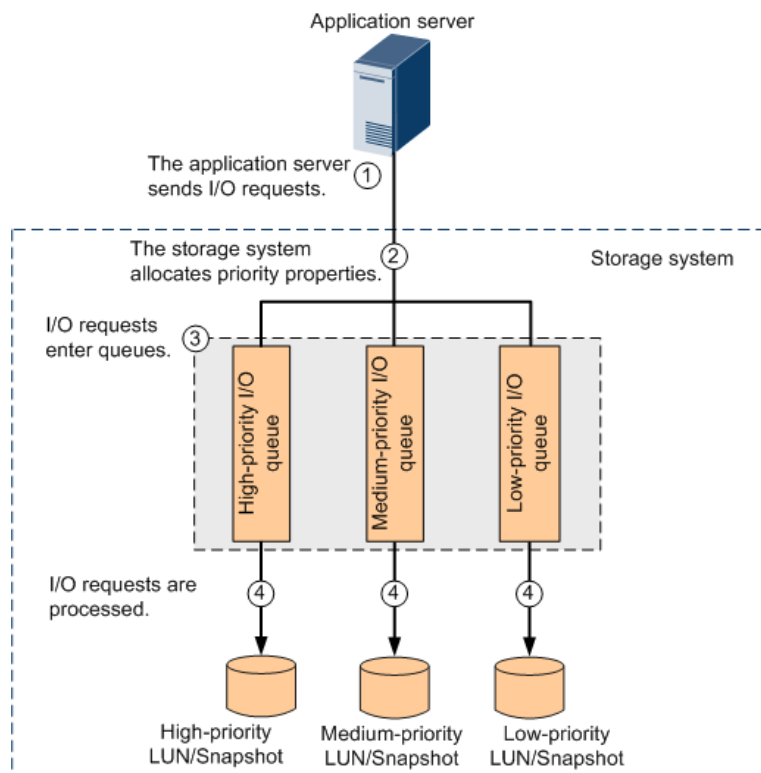 Application server
The application server
sends I/O requests.
1
The storage system
allocates priority properties.
2
Storage system
I/O requests
enter queues.
3
High-priority I/O
queue
Medium-priority I/O
queue
Low-priority I/O
queue
I/O requests are
processed.
4
4
4
High-priority
LUN/Snapshot
Medium-priority
LUN/Snapshot
Low-priority
LUN/Snapshot